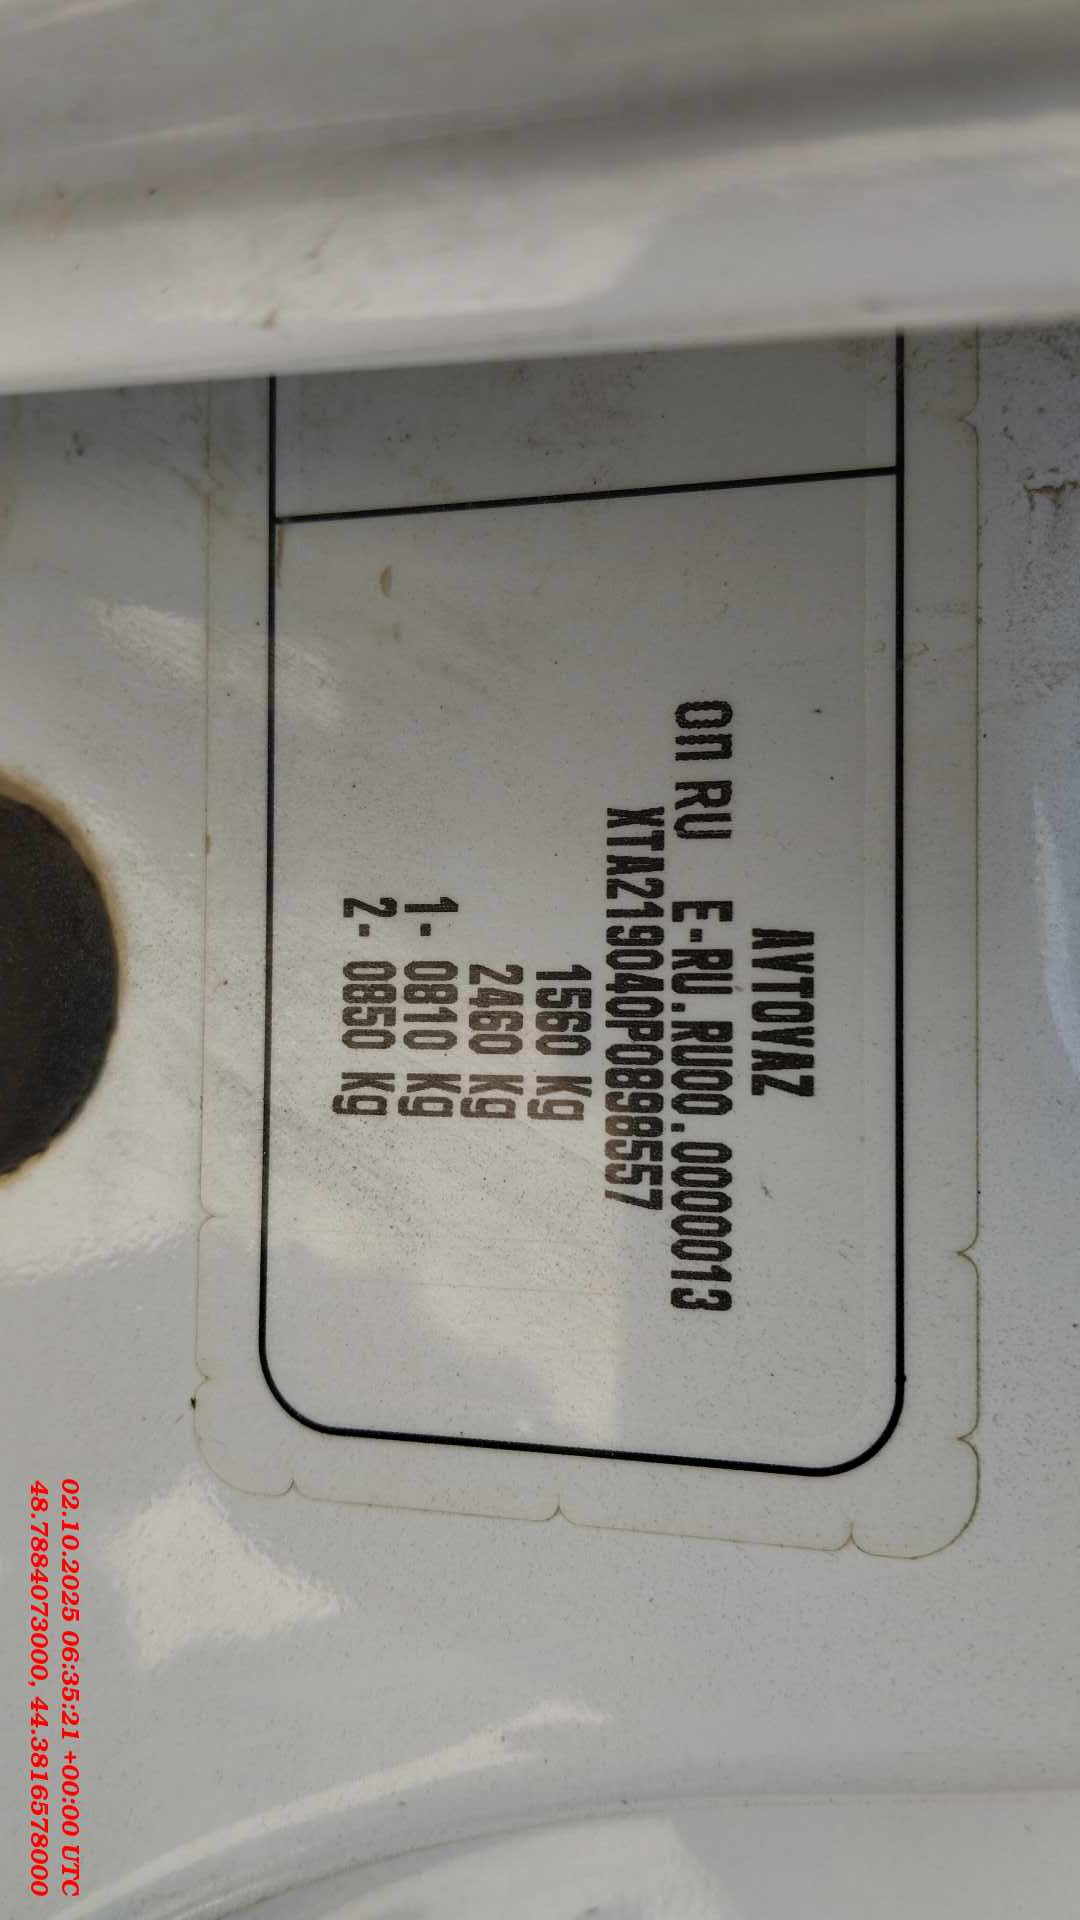 AVTOVAZ
ОП RU E-RU.RU00.0000013
XTA219040P0898557
1560 Kg
2460 Kg
1- 0810 Kg
2- 0850 Kg
02.10.2025 06:35:21 +00:00 UTC
48.7884073000, 44.3816578000